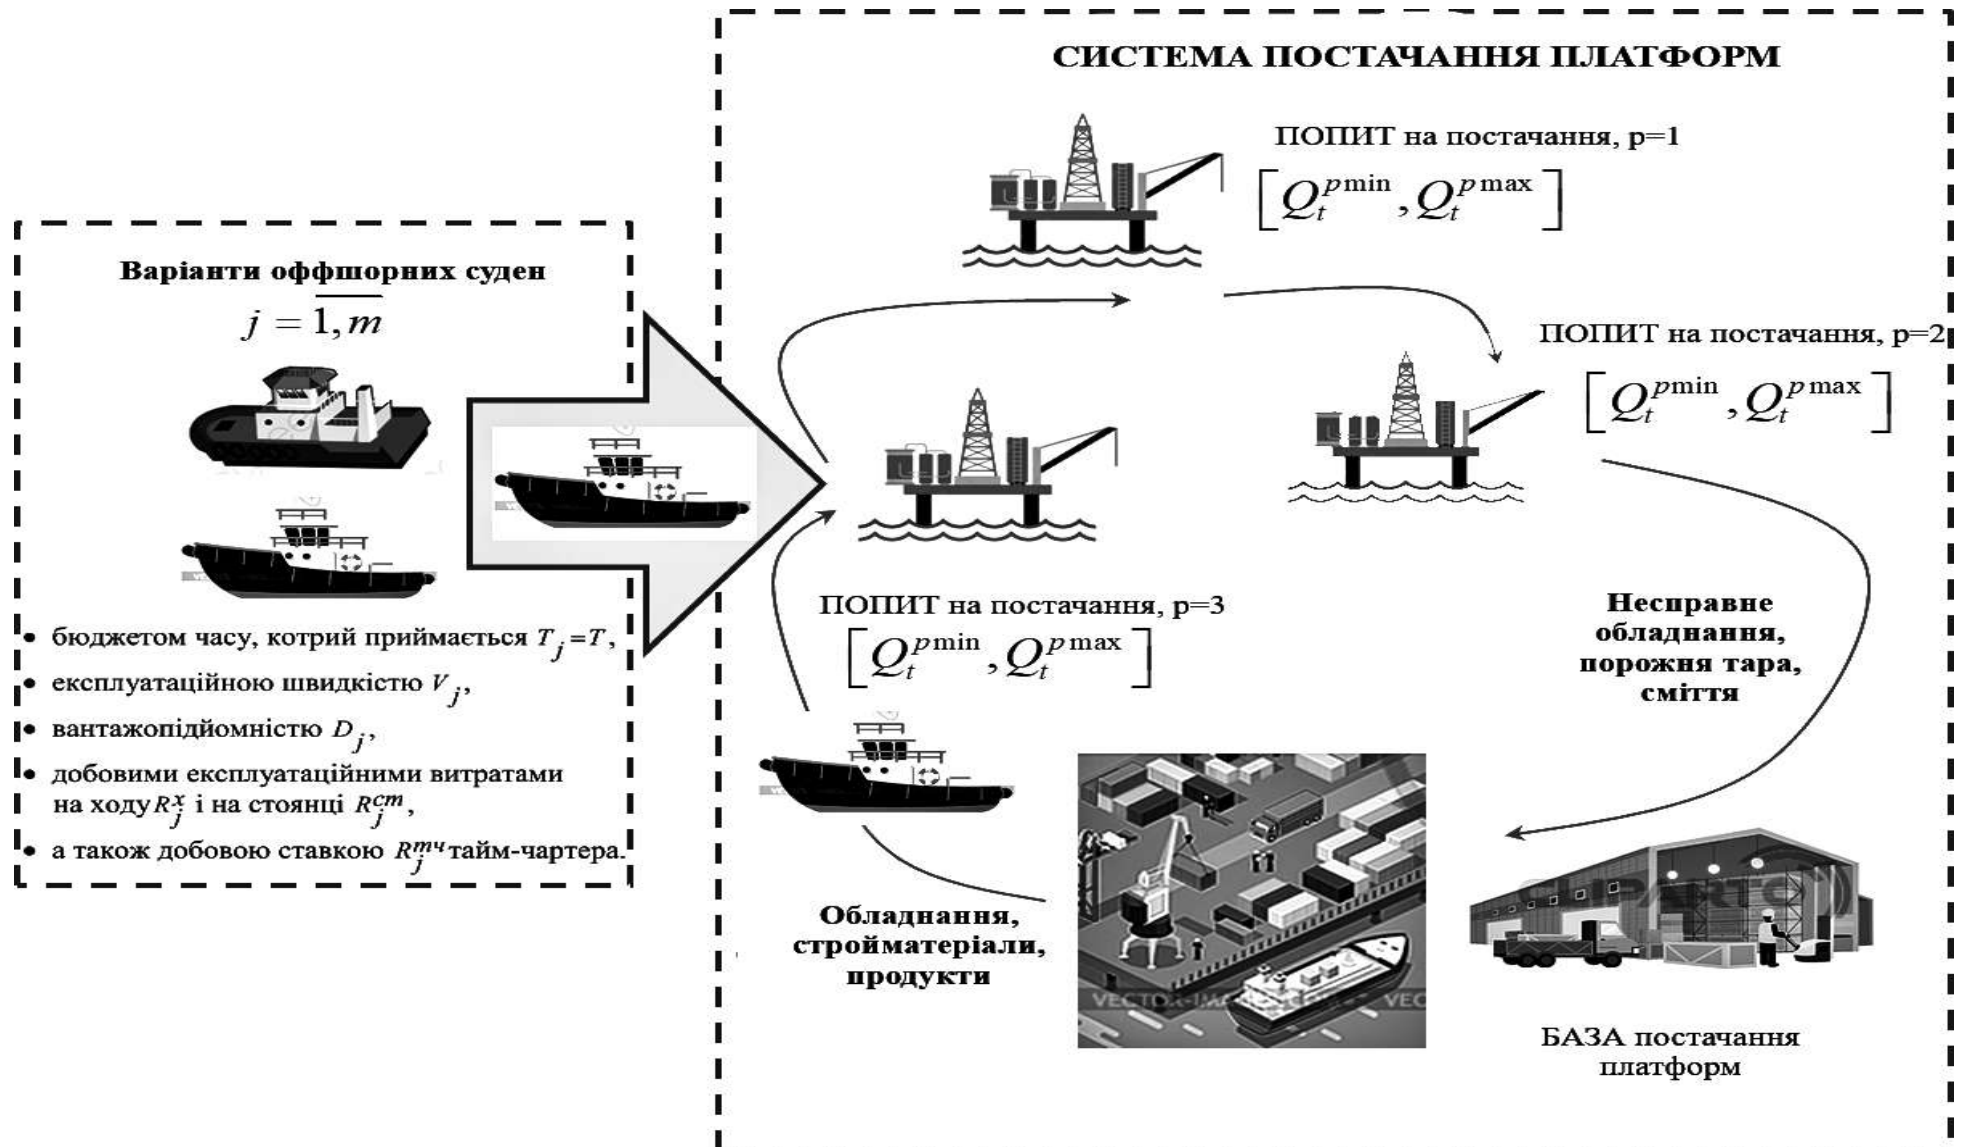 СИСТЕМА ПОСТАЧАННЯ ПЛАТФОРМ
ПОПИТ на постачання, p=1
[Q_t^{p min}, Q_t^{p max}]
Варіанти оффшорних суден
j = \overline{1, m}
ПОПИТ на постачання, p=2
[Q_t^{p min}, Q_t^{p max}]
ПОПИТ на постачання, p=3
[Q_t^{p min}, Q_t^{p max}]
• бюджетом часу, котрий приймається T_j=T,
• експлуатаційною швидкістю V_j,
• вантажопідйомністю D_j,
• добовими експлуатаційними витратами
на ходу R_j^x і на стоянці R_j^{ст},
• а також добовою ставкою R_j^{тч} тайм-чартера.
Несправне
обладнання,
порожня тара,
сміття
Обладнання,
стройматеріали,
продукти
CLIPARTO
БАЗА постачання
платформ